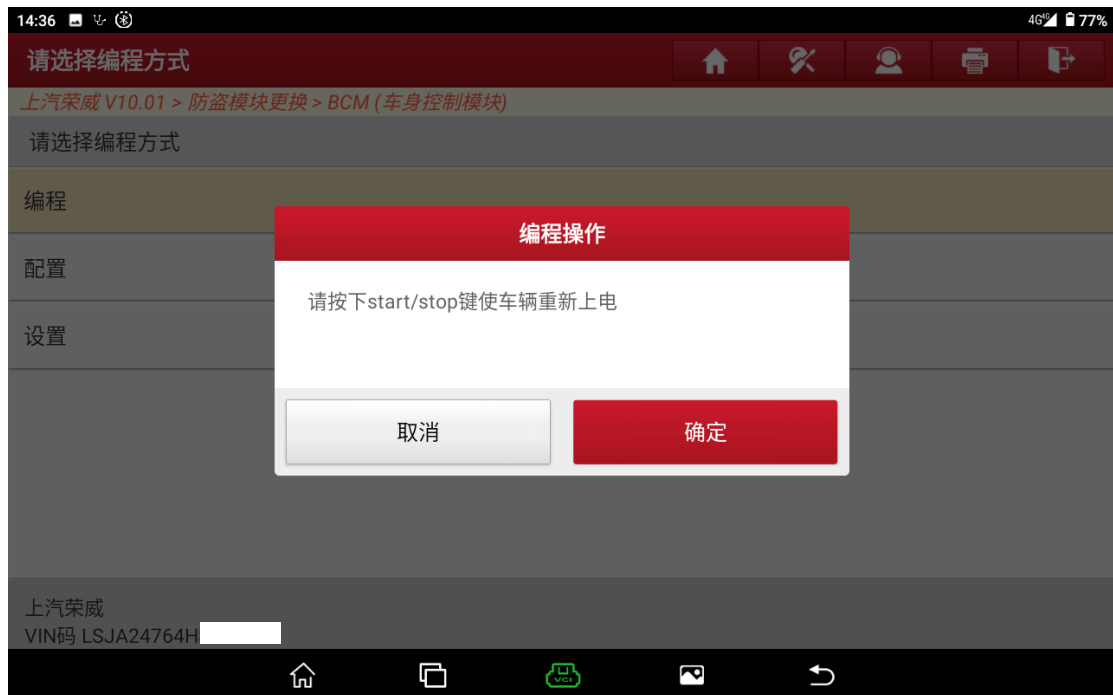 14:36
4G 77%
请选择编程方式
上汽荣威 V10.01 > 防盗模块更换 > BCM (车身控制模块)
请选择编程方式
编程
编程操作
配置
请按下start/stop键使车辆重新上电
设置
取消
确定
上汽荣威
VIN码 LSJA24764H
VCI